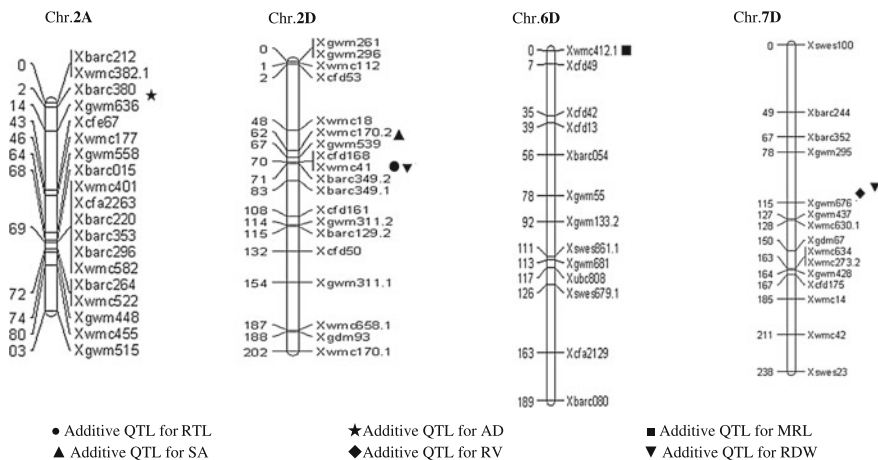 Chr.2A
0
2
14
43
46
64
68
69
72
74
80
03
Xbarc212
Xwmc382.1
Xbarc380
Xgwm636
Xcfe67
Xwmc177
Xgwm558
Xbarc015
Xwmc401
Xcfa2263
Xbarc220
Xbarc353
Xbarc296
Xwmc582
Xbarc264
Xwmc522
Xgwm448
Xwmc455
Xgwm515
Chr.2D
0
1
2
48
62
67
70
71
83
108
114
115
132
154
187
188
202
Xgwm261
Xgwm296
Xwmc112
Xcfd53
Xwmc18
Xwmc170.2
Xgwm539
Xcfd168
Xwmc41
Xbarc349.2
Xbarc349.1
Xcfd161
Xgwm311.2
Xbarc129.2
Xcfd50
Xgwm311.1
Xwmc658.1
Xgdm93
Xwmc170.1
Chr.6D
0 Xwmc412.1
7 Xcfd49
35 Xcfd42
39 Xcfd13
56 Xbarc054
78 Xgwm55
92 Xgwm133.2
111 Xswes861.1
113 Xgwm681
117 Xubc808
126 Xswes679.1
163 Xcfa2129
189 Xbarc080
Chr.7D
0
49
67
78
115
127
128
150
163
164
167
185
211
238
Xswes100
Xbarc244
Xbarc352
Xgwm295
Xgwm676
Xgwm437
Xwmc630.1
Xgdm67
Xwmc634
Xwmc273.2
Xgwm428
Xcfd175
Xwmc14
Xwmc42
Xswes23
● Additive QTL for RTL ★Additive QTL for AD ■ Additive QTL for MRL
▲ Additive QTL for SA ◆ Additive QTL for RV ▼ Additive QTL for RDW